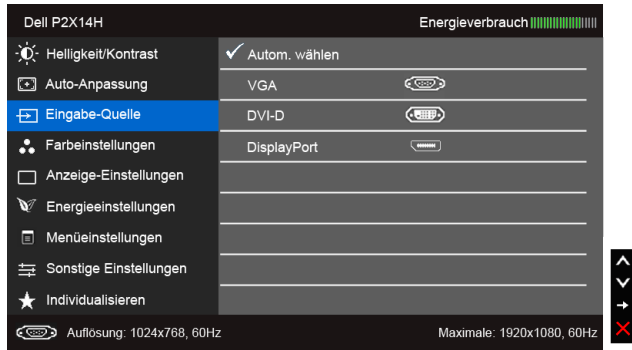 Dell P2X14H Energieverbrauch
Helligkeit/Kontrast
Autom. wählen
Auto-Anpassung
VGA
Eingabe-Quelle
DVI-D
Farbeinstellungen
DisplayPort
Anzeige-Einstellungen
Energieeinstellungen
Menüeinstellungen
Sonstige Einstellungen
Individualisieren
Auflösung: 1024x768, 60Hz Maximale: 1920x1080, 60Hz